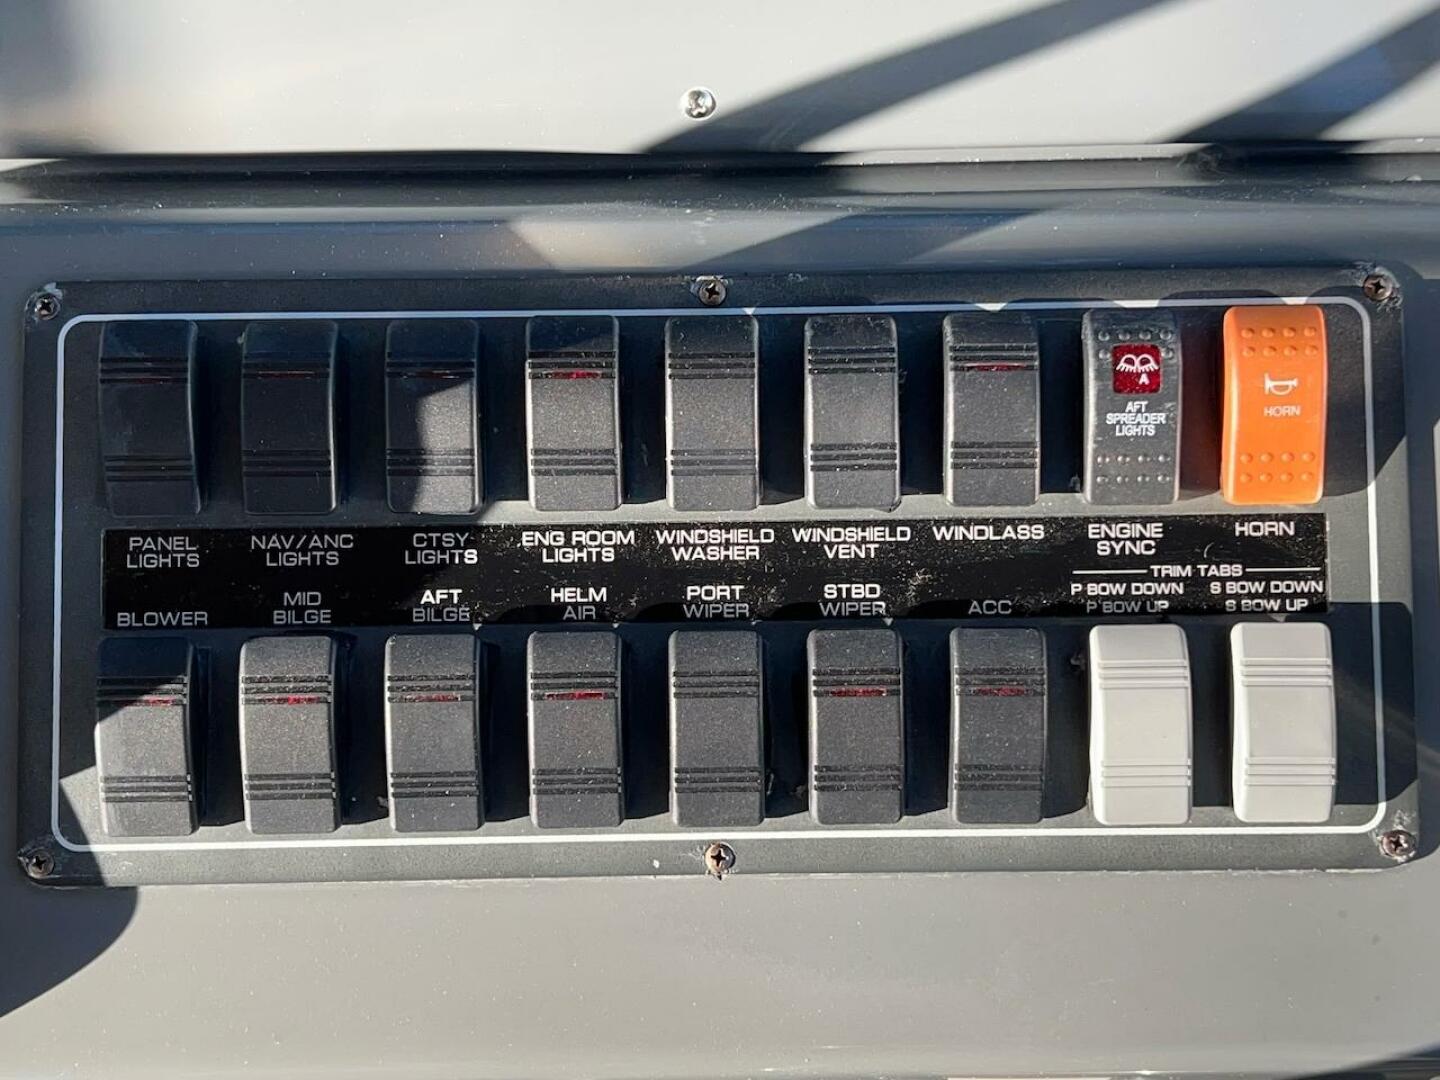 A
AFT
SPREADER
LIGHTS
HORN
PANEL
LIGHTS
NAV/ANC
LIGHTS
CTSY
LIGHTS
ENG ROOM
LIGHTS
WINDSHIELD
WASHER
WINDSHIELD
VENT
WINDLASS
ENGINE
SYNC
HORN
TRIM TABS
BLOWER
MID
BILGE
AFT
BILGE
HELM
AIR
PORT
WIPER
STBD
WIPER
ACC
P BOW DOWN
P BOW UP
S BOW DOWN
S BOW UP